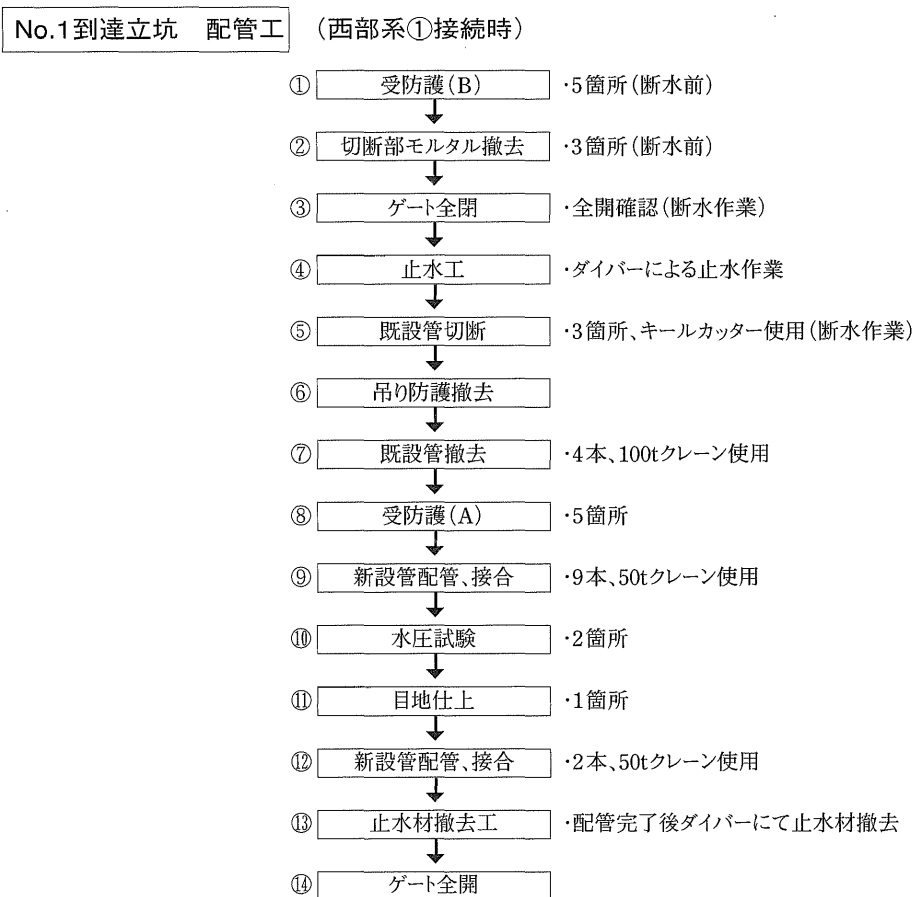 No.1到達立坑　配管工　（西部系①接続時）
① 受防護（B） ・5箇所（断水前）
② 切断部モルタル撤去 ・3箇所（断水前）
③ ゲート全閉 ・全開確認（断水作業）
④ 止水工 ・ダイバーによる止水作業
⑤ 既設管切断 ・3箇所、キールカッター使用（断水作業）
⑥ 吊り防護撤去
⑦ 既設管撤去 ・4本、100tクレーン使用
⑧ 受防護（A） ・5箇所
⑨ 新設管配管、接合 ・9本、50tクレーン使用
⑩ 水圧試験 ・2箇所
⑪ 目地仕上 ・1箇所
⑫ 新設管配管、接合 ・2本、50tクレーン使用
⑬ 止水材撤去工 ・配管完了後ダイバーにて止水材撤去
⑭ ゲート全開